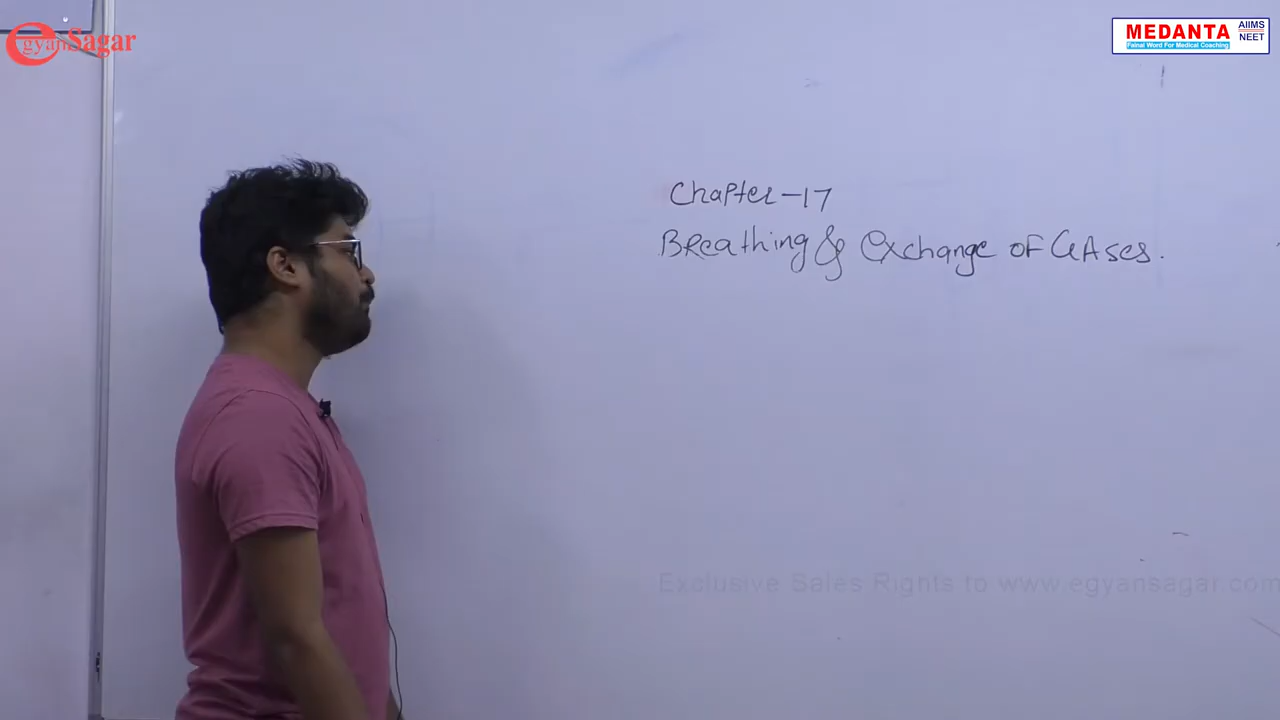 egyanSagar
MEDANTA
Fainal Word For Medical Coaching
AIIMS
NEET
Chapter-17
Breathing & Exchange of GAses.
Exclusive Sales Rights to www.egyansagar.com